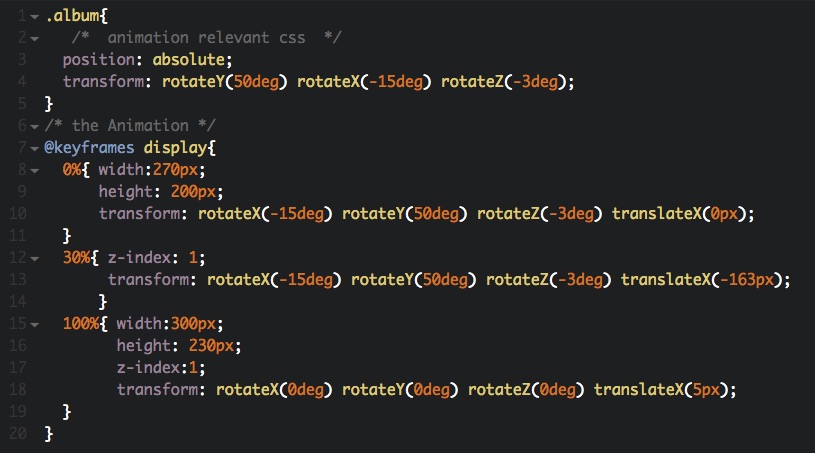 1 .album{
2 /*  animation relevant css  */
3 position: absolute;
4 transform: rotateY(50deg) rotateX(-15deg) rotateZ(-3deg);
5 }
6 /* the Animation */
7 @keyframes display{
8 0%{ width:270px;
9 height: 200px;
10 transform: rotateX(-15deg) rotateY(50deg) rotateZ(-3deg) translateX(0px);
11 }
12 30%{ z-index: 1;
13 transform: rotateX(-15deg) rotateY(50deg) rotateZ(-3deg) translateX(-163px);
14 }
15 100%{ width:300px;
16 height: 230px;
17 z-index:1;
18 transform: rotateX(0deg) rotateY(0deg) rotateZ(0deg) translateX(5px);
19 }
20 }